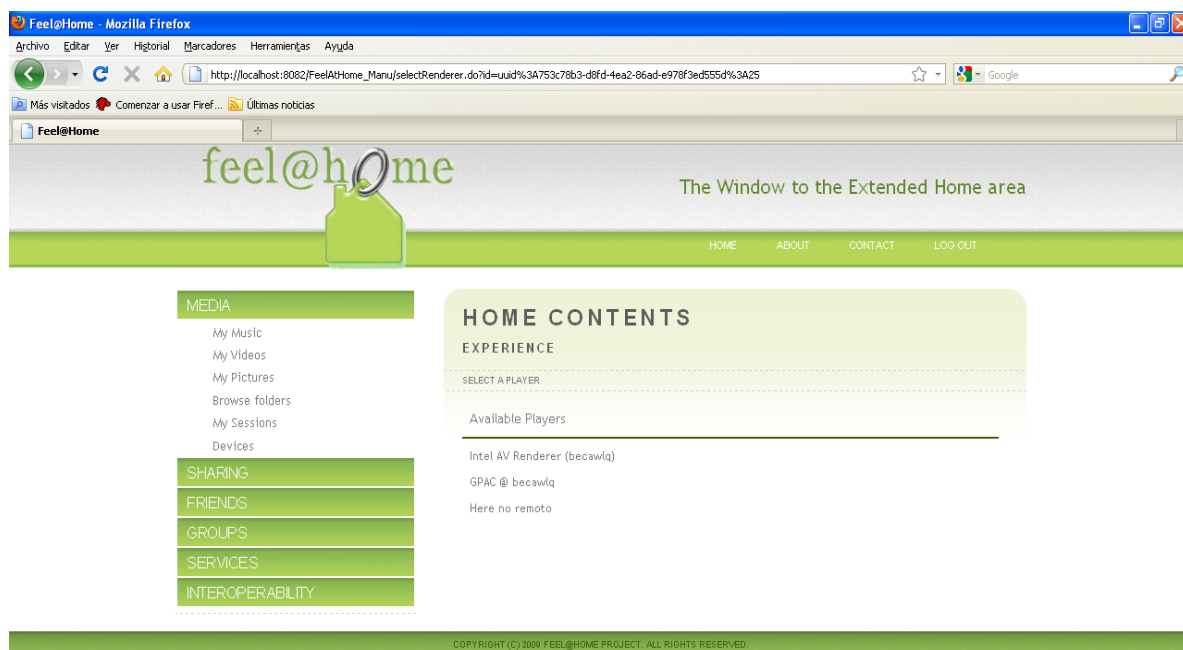 Feel@Home - Mozilla Firefox
Archivo Editar Ver Historial Marcadores Herramientas Ayuda
http://localhost:8082/FeelAtHome_Manu/selectRenderer.do?id=uuid%3A753c78b3-d8fd-4ea2-86ad-e978f3ed555d%3A25
Google
Más visitados Comenzar a usar Firef... Últimas noticias
Feel@Home
feel@home
The Window to the Extended Home area
HOME ABOUT CONTACT LOG OUT
MEDIA
My Music
My Videos
My Pictures
Browse folders
My Sessions
Devices
SHARING
FRIENDS
GROUPS
SERVICES
INTEROPERABILITY
HOME CONTENTS
EXPERIENCE
SELECT A PLAYER
Available Players
Intel AV Renderer (becawlq)
GPAC @ becawlq
Here no remoto
COPYRIGHT (C) 2009 FEEL@HOME PROJECT. ALL RIGHTS RESERVED.